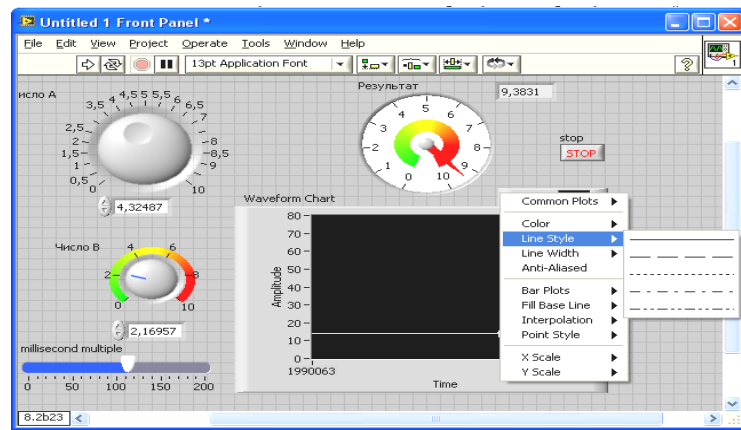 Untitled 1 Front Panel *
File Edit View Project Operate Tools Window Help
13pt Application Font
исло A
0 0,5 1 1,5 2 2,5 3,5 4 4,5 5 5,5 6 6,5 7 8 8,5 9 10
4,32487
Результат
0 1 2 3 4 5 6 7 8 9 10
9,3831
stop
STOP
Число B
0 2 4 6 8 10
2,16957
millisecond multiple
0 50 100 150 200
Waveform Chart
Amplitude
80
70
60
50
40
30
20
10
0
1990063
Time
Common Plots
Color
Line Style
Line Width
Anti-Aliased
Bar Plots
Fill Base Line
Interpolation
Point Style
X Scale
Y Scale
8.2b23